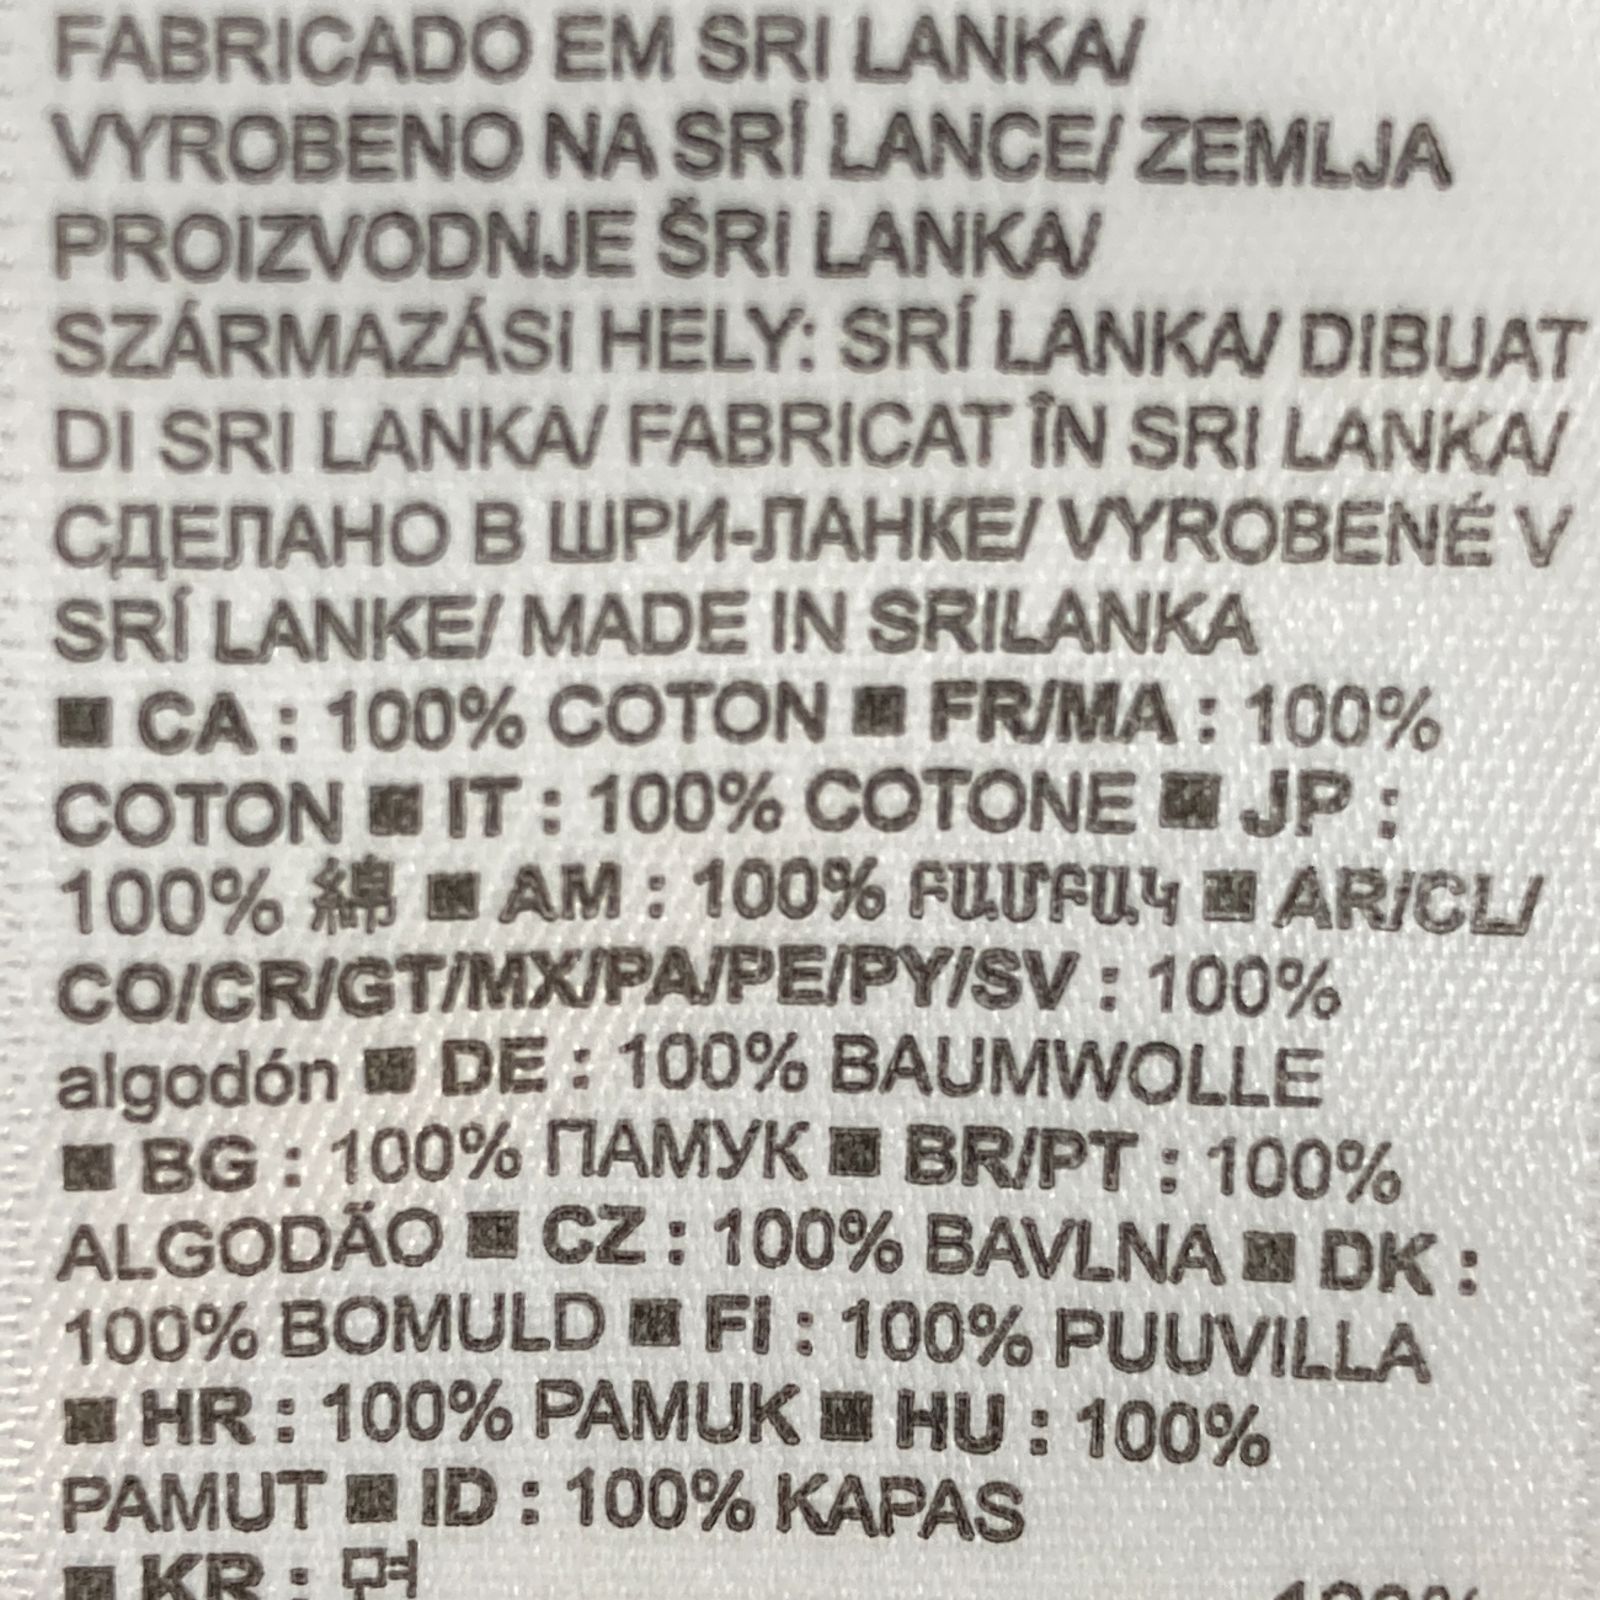 FABRICADO EM SRI LANKA/
VYROBENO NA SRÍ LANCE/ ZEMLJA
PROIZVODNJE ŠRI LANKA/
SZÁRMAZÁSI HELY: SRÍ LANKA/ DIBUAT
DI SRI LANKA/ FABRICAT ÎN SRI LANKA/
СДЕЛАНО В ШРИ-ЛАНКЕ/ VYROBENÉ V
SRÍ LANKE/ MADE IN SRILANKA
■ CA : 100% COTON ■ FR/MA : 100%
COTON ■ IT : 100% COTONE ■ JP :
100% 綿 ■ AM : 100% ԲԱՄԲԱԿ ■ AR/CL/
CO/CR/GT/MX/PA/PE/PY/SV : 100%
algodón ■ DE : 100% BAUMWOLLE
■ BG : 100% ПАМУК ■ BR/PT : 100%
ALGODÃO ■ CZ : 100% BAVLNA ■ DK :
100% BOMULD ■ FI : 100% PUUVILLA
■ HR : 100% PAMUK ■ HU : 100%
PAMUT ■ ID : 100% KAPAS
■ KR : 면 100%